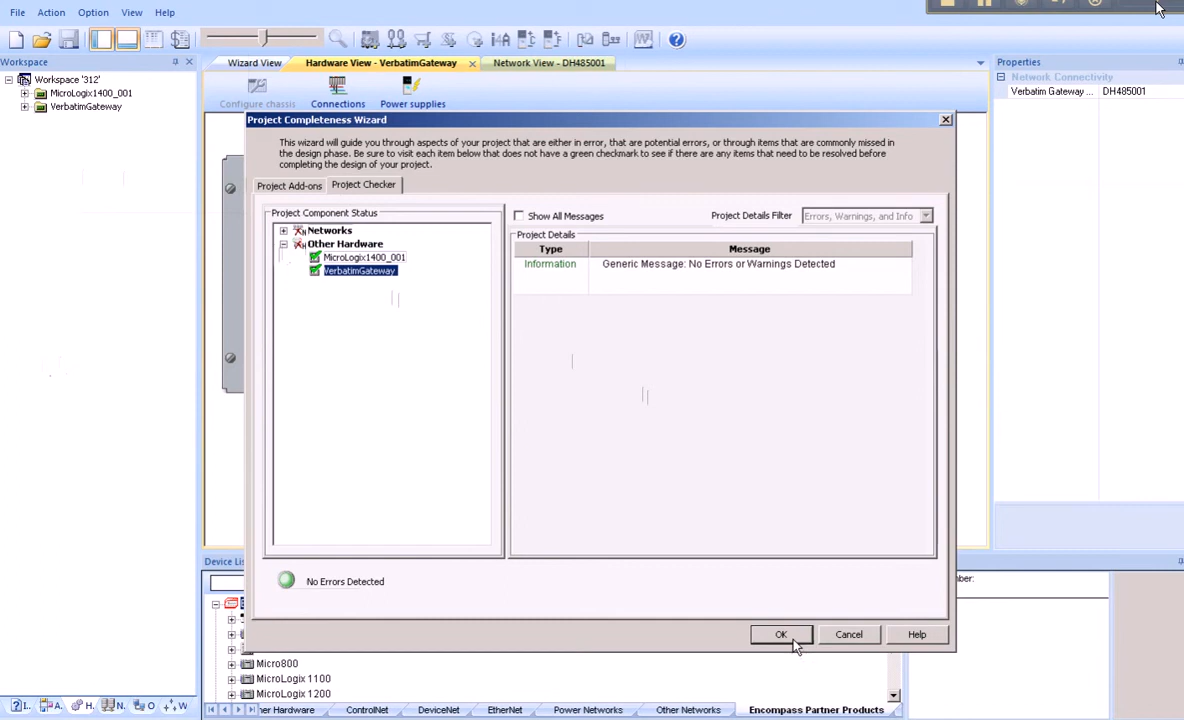 File Action Option View Help
Workspace
Workspace '312'
MicroLogix1400_001
VerbatimGateway
Wizard View Hardware View - VerbatimGateway Network View - DH485001
Configure chassis Connections Power supplies
Properties
Network Connectivity
Verbatim Gateway ... DH485001
Project Completeness Wizard
This wizard will guide you through aspects of your project that are either in error, that are potential errors, or through items that are commonly missed in
the design phase. Be sure to visit each item below that does not have a green checkmark to see if there are any items that need to be resolved before
completing the design of your project.
Project Add-ons Project Checker
Project Component Status
Networks
Other Hardware
MicroLogix1400_001
VerbatimGateway
Show All Messages Project Details Filter Errors, Warnings, and Info
Project Details
Type Message
Information Generic Message: No Errors or Warnings Detected
No Errors Detected
OK Cancel Help
Device Lis
mber:
Micro800
MicroLogix 1100
MicroLogix 1200
I.. A. H. N. O W
her Hardware ControlNet DeviceNet EtherNet Power Networks Other Networks Encompass Partner Products